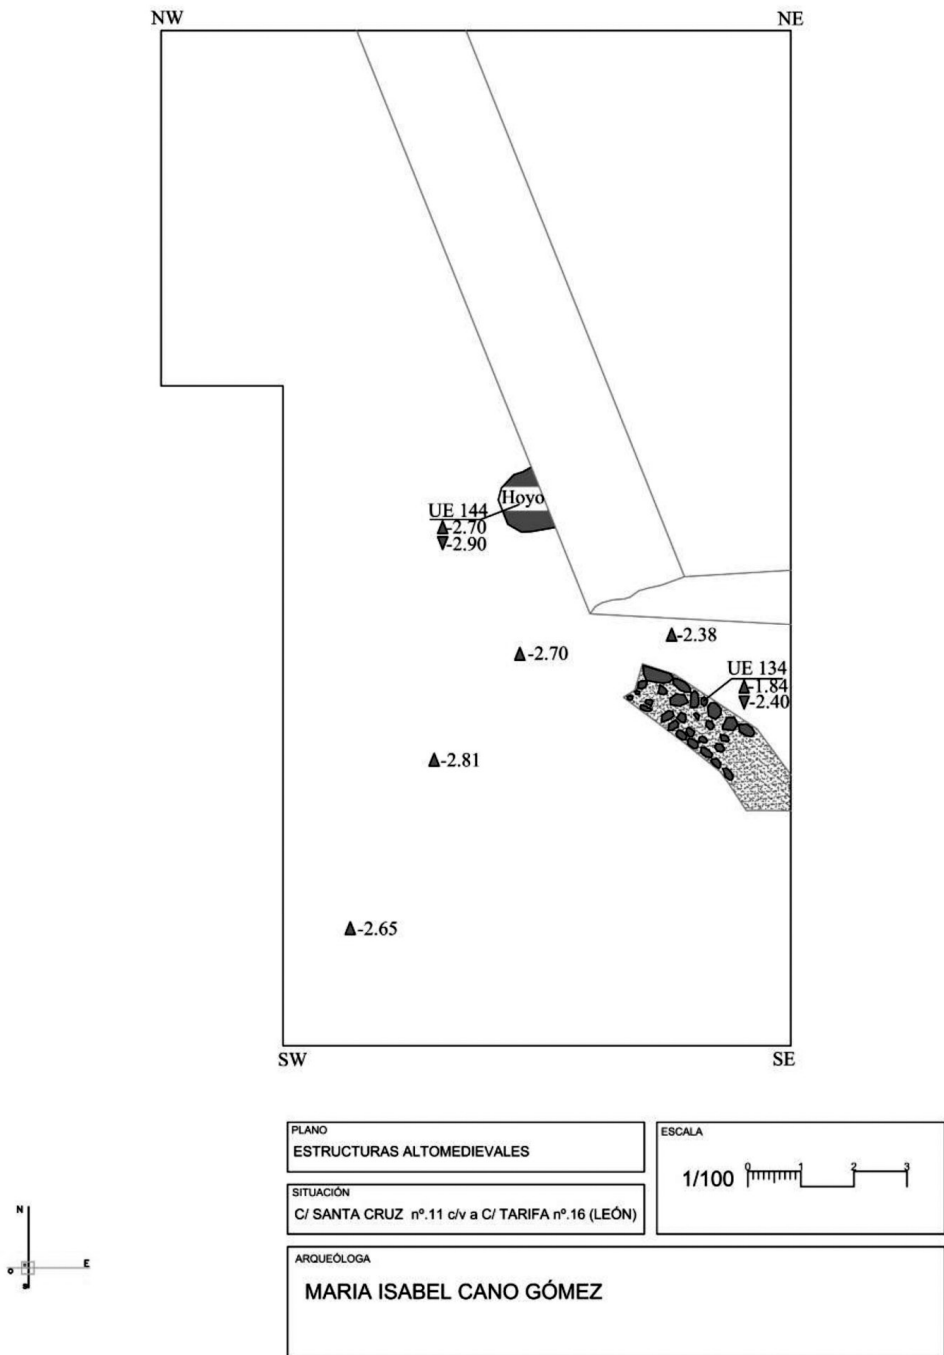 NW
NE
Hoyo
UE 144
▲-2.70
▼-2.90
▲-2.38
▲-2.70
UE 134
▲-1.84
▼-2.40
▲-2.81
▲-2.65
SW
SE
PLANO
ESTRUCTURAS ALTOMEDIEVALES
ESCALA
1/100 0 1 2 3
SITUACIÓN
C/ SANTA CRUZ nº.11 c/v a C/ TARIFA nº.16 (LEÓN)
ARQUEÓLOGA
MARIA ISABEL CANO GÓMEZ
N
E
O
S